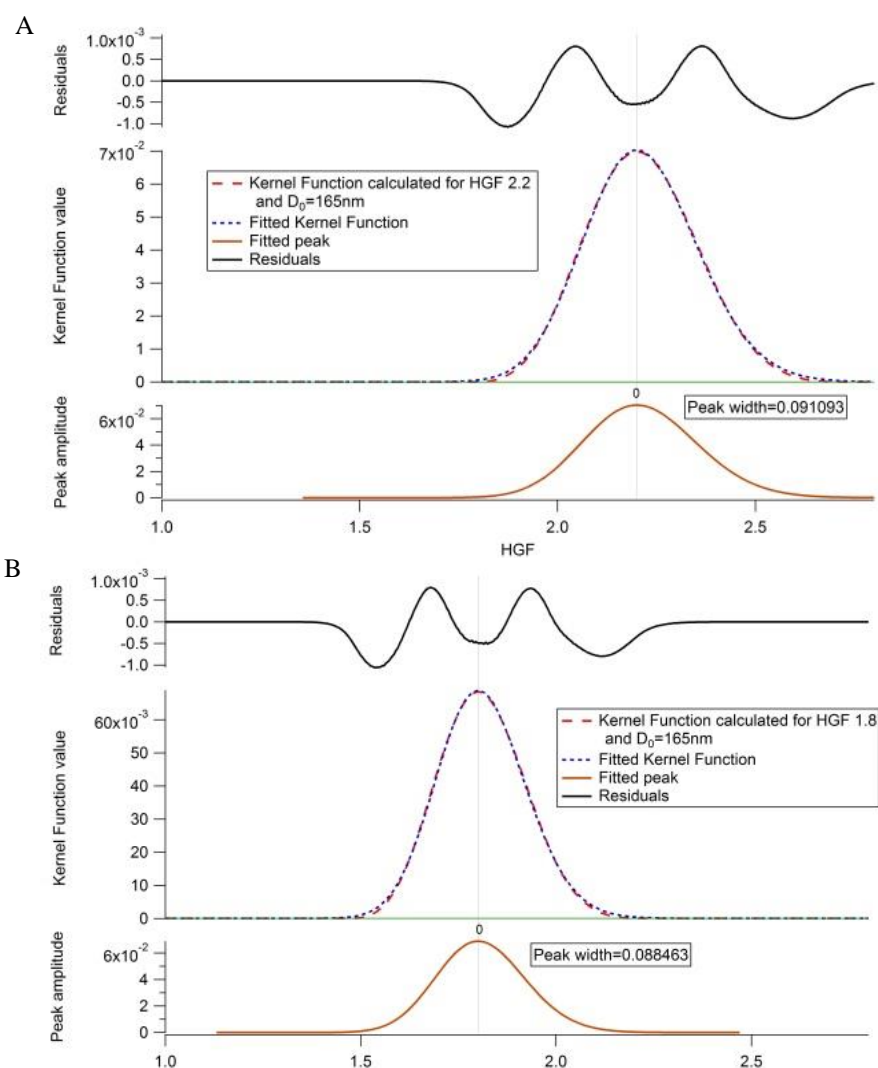 A
Residuals
1.0x10-3
0.5
0.0
-0.5
-1.0
Kernel Function value
7x10-2
6
5
4
3
2
1
0
Kernel Function calculated for HGF 2.2
and D0=165nm
Fitted Kernel Function
Fitted peak
Residuals
Peak amplitude
6x10-2
4
2
0
0
Peak width=0.091093
1.0
1.5
2.0
2.5
HGF
B
Residuals
1.0x10-3
0.5
0.0
-0.5
-1.0
Kernel Function value
60x10-3
50
40
30
20
10
0
Kernel Function calculated for HGF 1.8
and D0=165nm
Fitted Kernel Function
Fitted peak
Residuals
Peak amplitude
6x10-2
4
2
0
0
Peak width=0.088463
1.0
1.5
2.0
2.5